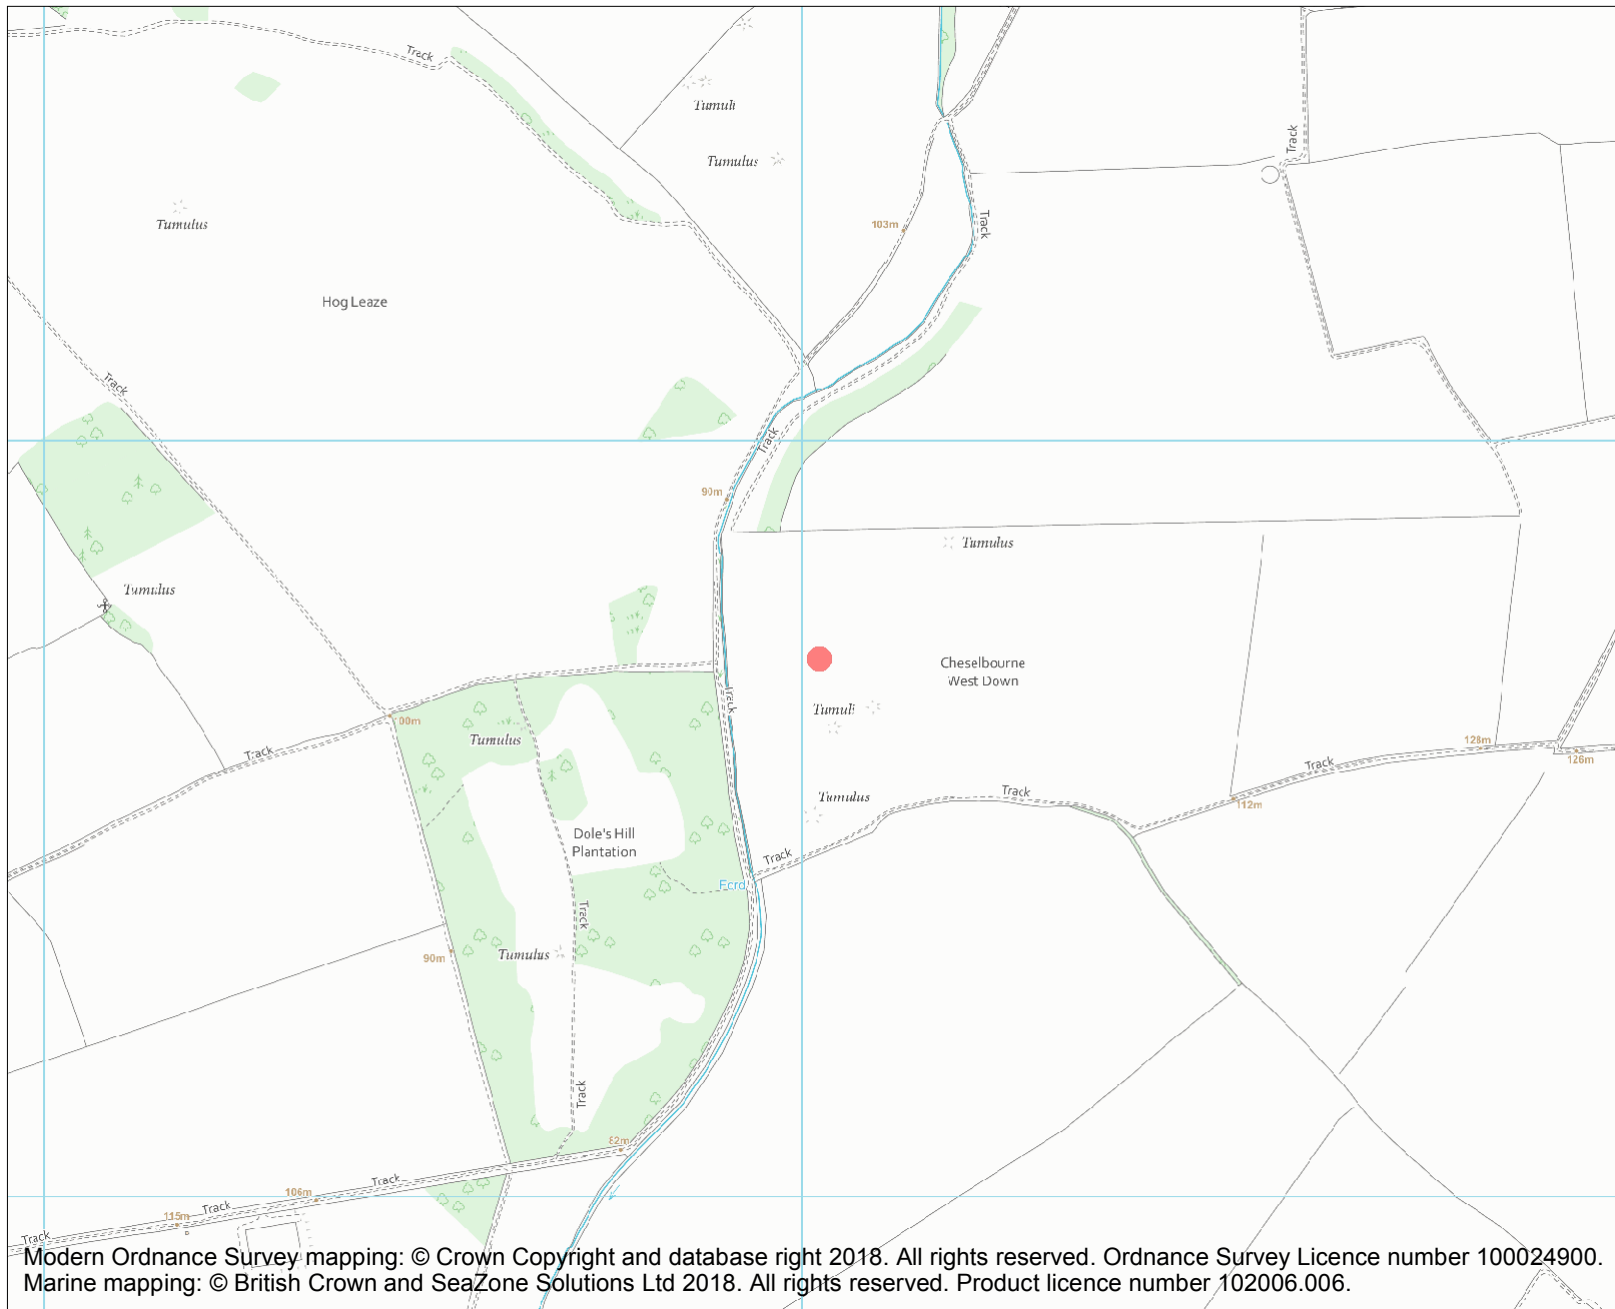 Track
Tumuli
Tumulus
Track
Tumulus
103m
Track
Hog Leaze
Track
Track
90m
Tumulus
Tumulus
Cheselbourne
West Down
Track
Tumuli
00m
Tumulus
Track
128m
126m
Track
Track
112m
Tumulus
Dole's Hill
Plantation
Track
Ford
Track
Tumulus
90m
Track
82m
Track
106m
Track
115m
Track
Modern Ordnance Survey mapping: © Crown Copyright and database right 2018. All rights reserved. Ordnance Survey Licence number 100024900.
Marine mapping: © British Crown and SeaZone Solutions Ltd 2018. All rights reserved. Product licence number 102006.006.